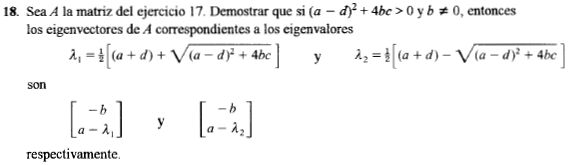 18. Sea A la matriz del ejercicio 17. Demostrar que si (a − d)² + 4bc > 0 y b ≠ 0, entonces
los eigenvectores de A correspondientes a los eigenvalores
λ₁ = ½[(a + d) + √((a − d)² + 4bc)] y λ₂ = ½[(a + d) − √((a − d)² + 4bc)]
son
[−b] y [−b]
[a − λ₁] [a − λ₂]
respectivamente.